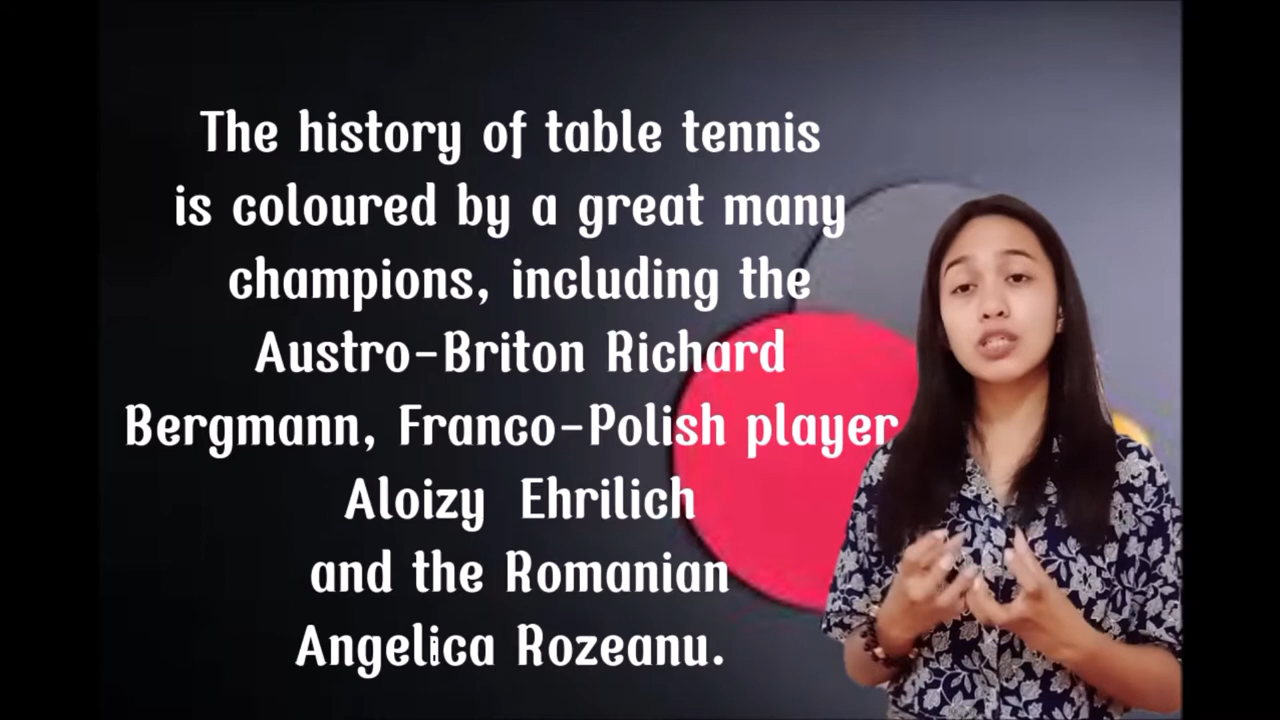 The history of table tennis
is coloured by a great many
champions, including the
Austro-Briton Richard
Bergmann, Franco-Polish player
Aloizy Ehrilich
and the Romanian
Angelica Rozeanu.